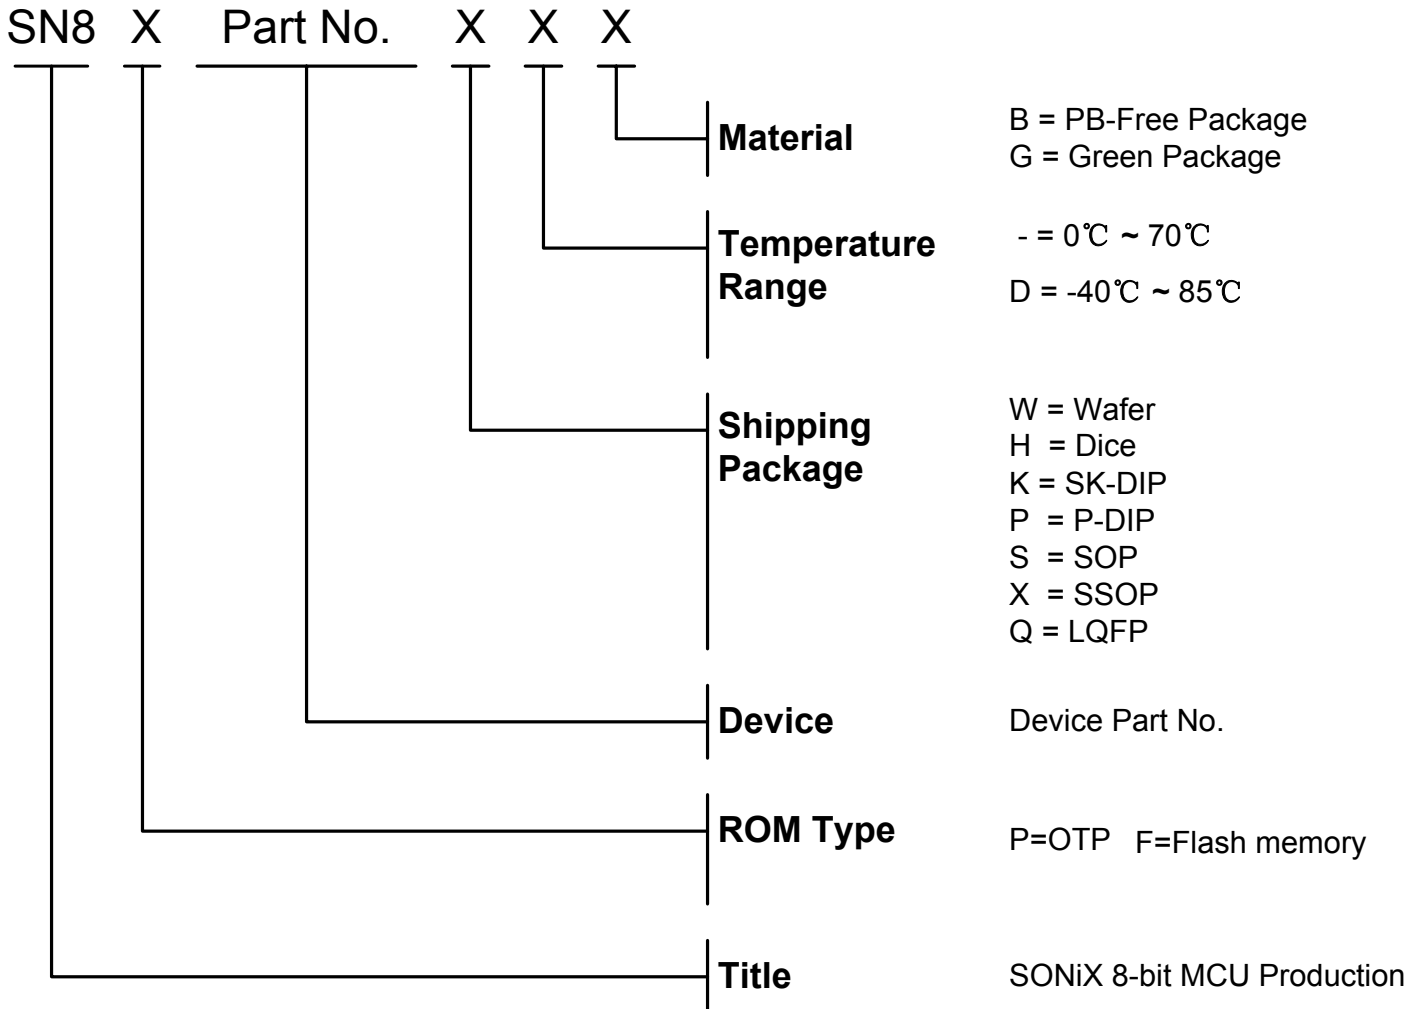 SN8 X Part No. X X X
Material
B = PB-Free Package
G = Green Package
Temperature
Range
- = 0℃ ~ 70℃
D = -40℃ ~ 85℃
Shipping
Package
W = Wafer
H = Dice
K = SK-DIP
P = P-DIP
S = SOP
X = SSOP
Q = LQFP
Device
Device Part No.
ROM Type
P=OTP F=Flash memory
Title
SONiX 8-bit MCU Production